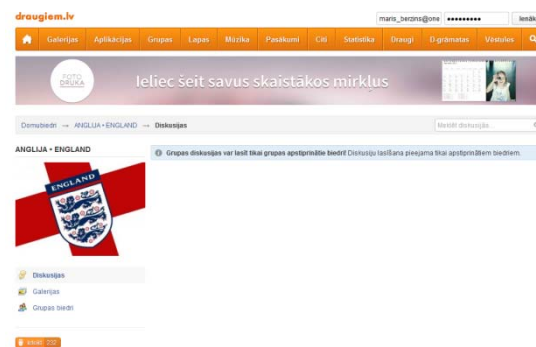 draugiem.lv
maris_berzins@one
Galerijas Aplikācijas Grupas Lapas Mūzika Pasākumi Citi Statistika Draugi D-grāmatas Vēstules
FOTO DRUKA
Ieliec šeit savus skaistākos mirkļus
Domubiedri → ANGLIJA • ENGLAND → Diskusijas
Meklēt diskusijās...
ANGLIJA • ENGLAND
Grupas diskusijas var lasīt tikai grupas apstiprinātie biedri! Diskusiju lasīšana pieejama tikai apstiprinātiem biedriem.
ENGLAND
Diskusijas
Galerijas
Grupas biedri